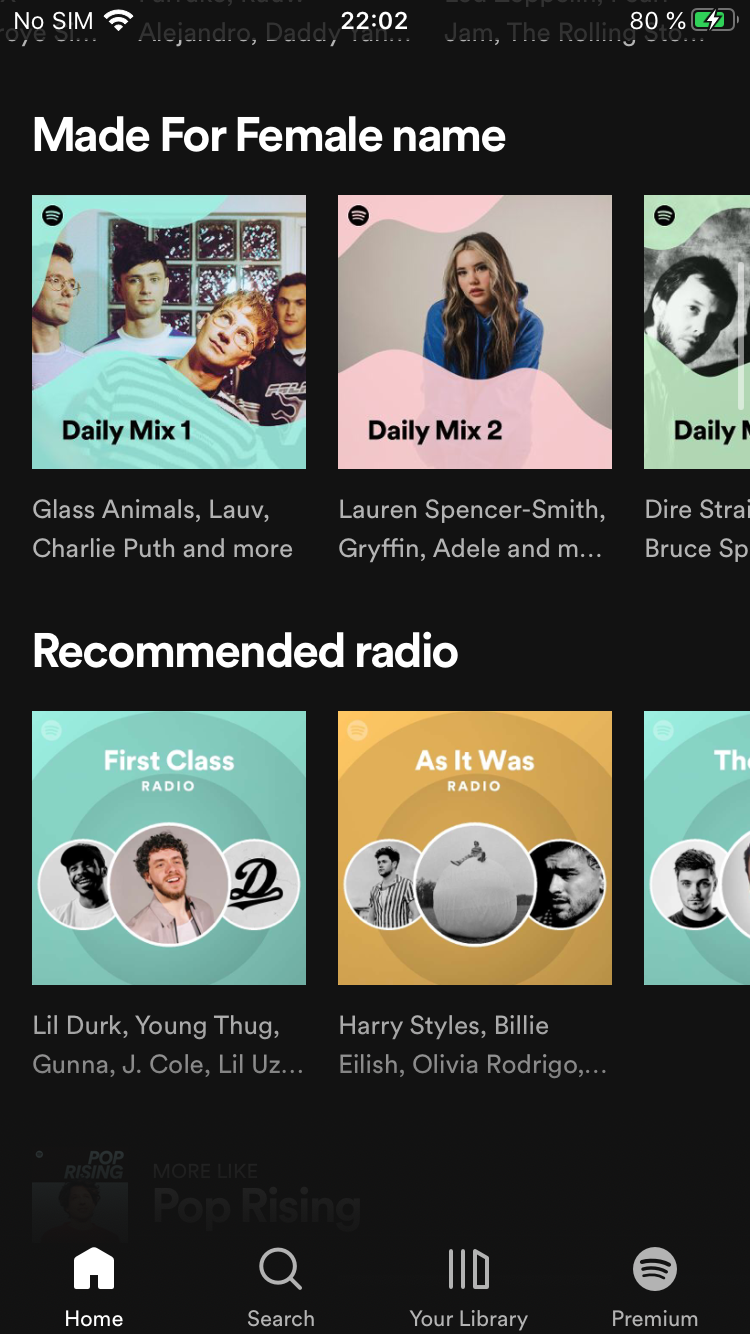 No SIM 22:02 80 %
Alejandro, Daddy Yan... Jam, The Rolling Sto...
Made For Female name
Daily Mix 1
Daily Mix 2
Daily M
Glass Animals, Lauv,
Charlie Puth and more
Lauren Spencer-Smith,
Gryffin, Adele and m...
Dire Strai
Bruce Sp
Recommended radio
First Class
RADIO
As It Was
RADIO
The
D
Lil Durk, Young Thug,
Gunna, J. Cole, Lil Uz...
Harry Styles, Billie
Eilish, Olivia Rodrigo,...
POP
RISING
MORE LIKE
Pop Rising
Home
Search
Your Library
Premium